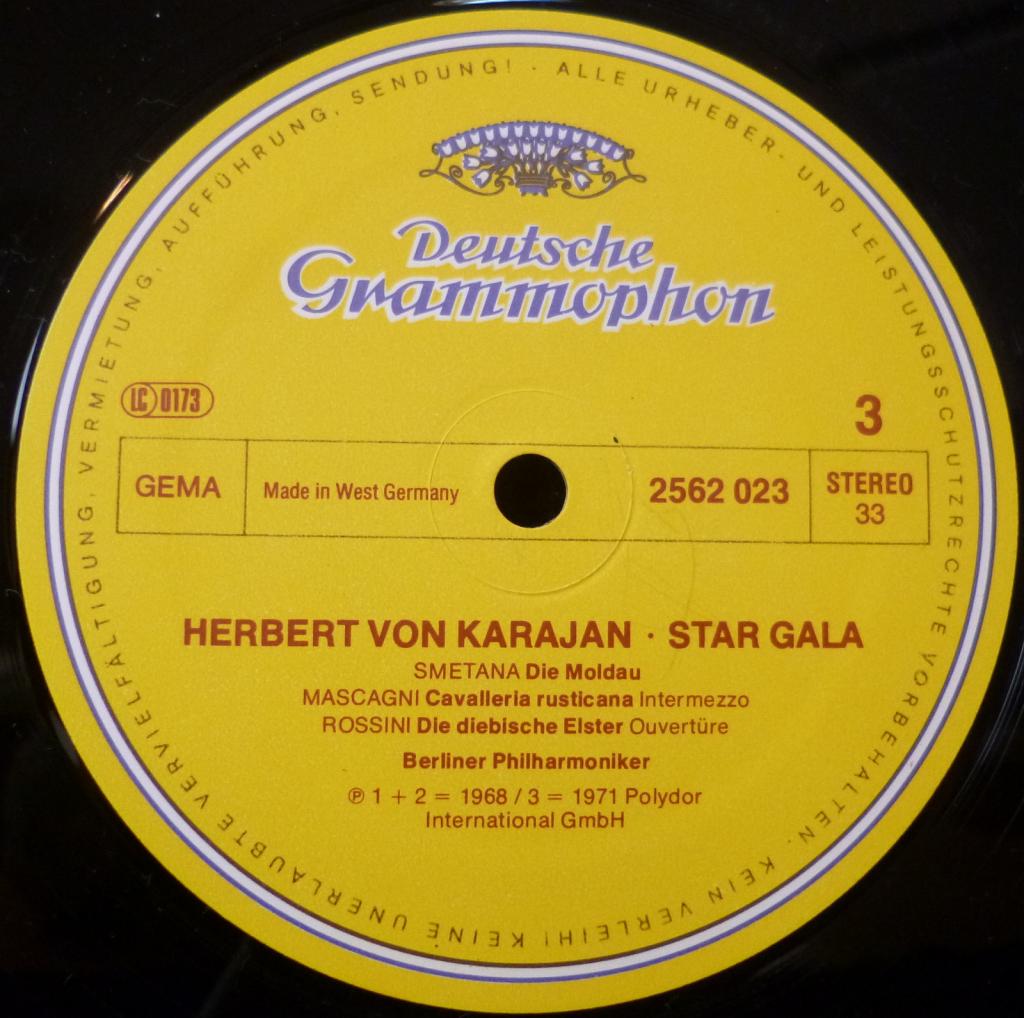 ALLE URHEBER- UND LEISTUNGSSCHUTZRECHTE VORBEHALTEN. KEIN VERLEIH! KEINE UNERLAUBTE VERVIELFÄLTIGUNG, VERMIETUNG, AUFFÜHRUNG, SENDUNG! ·
Deutsche
Grammophon
LC 0173
3
GEMA
Made in West Germany
2562 023
STEREO
33
HERBERT VON KARAJAN · STAR GALA
SMETANA Die Moldau
MASCAGNI Cavalleria rusticana Intermezzo
ROSSINI Die diebische Elster Ouvertüre
Berliner Philharmoniker
℗ 1 + 2 = 1968 / 3 = 1971 Polydor
International GmbH